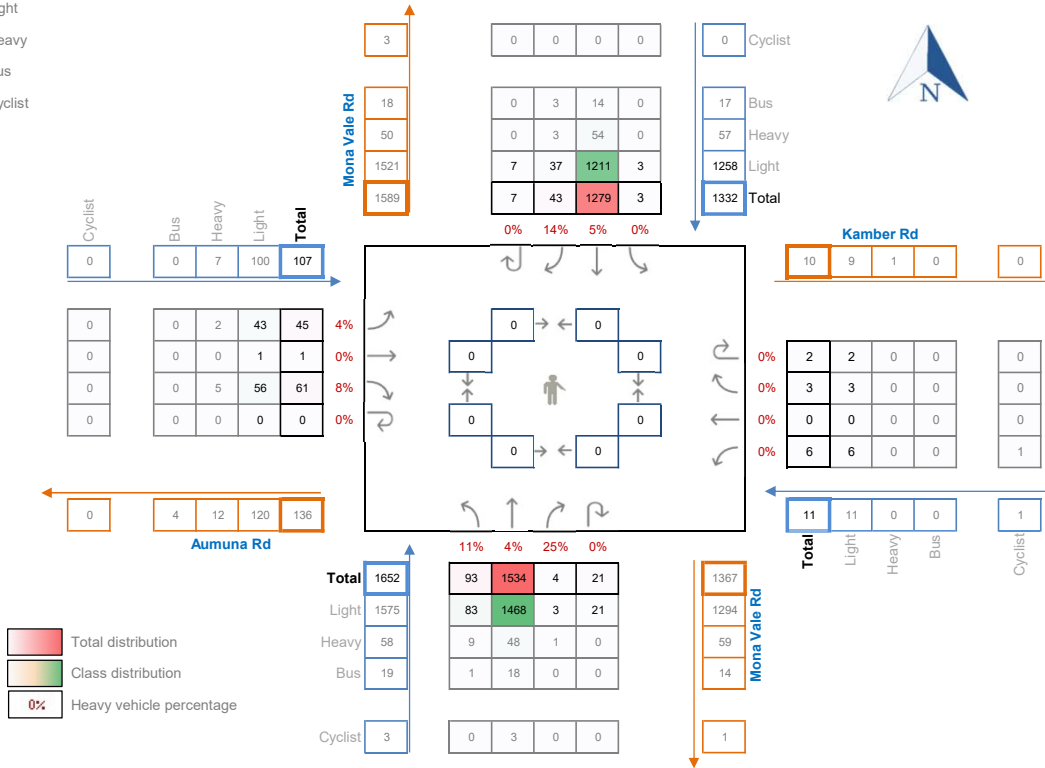 ght
eavy
us
yclist
3
0 0 0 0
0 Cyclist
Mona Vale Rd
18
0 3 14 0
17 Bus
50
0 3 54 0
57 Heavy
1521
7 37 1211 3
1258 Light
1589
7 43 1279 3
1332 Total
N
0% 14% 5% 0%
Cyclist Bus Heavy Light Total
Kamber Rd
0 0 7 100 107
10 9 1 0 0
0 0 2 43 45 4%
0 0 0 1 1 0%
0 0 5 56 61 8%
0 0 0 0 0 0%
0 0
0 0
0 0
0 0
0% 2 2 0 0 0
0% 3 3 0 0 0
0% 0 0 0 0 0
0% 6 6 0 0 1
0 4 12 120 136
Aumuna Rd
11 11 0 0 1
Total Light Heavy Bus Cyclist
11% 4% 25% 0%
Total 1652
93 1534 4 21
1367
Light 1575
83 1468 3 21
1294
Heavy 58
9 48 1 0
59
Bus 19
1 18 0 0
14
Mona Vale Rd
Cyclist 3
0 3 0 0
1
Total distribution
Class distribution
0% Heavy vehicle percentage